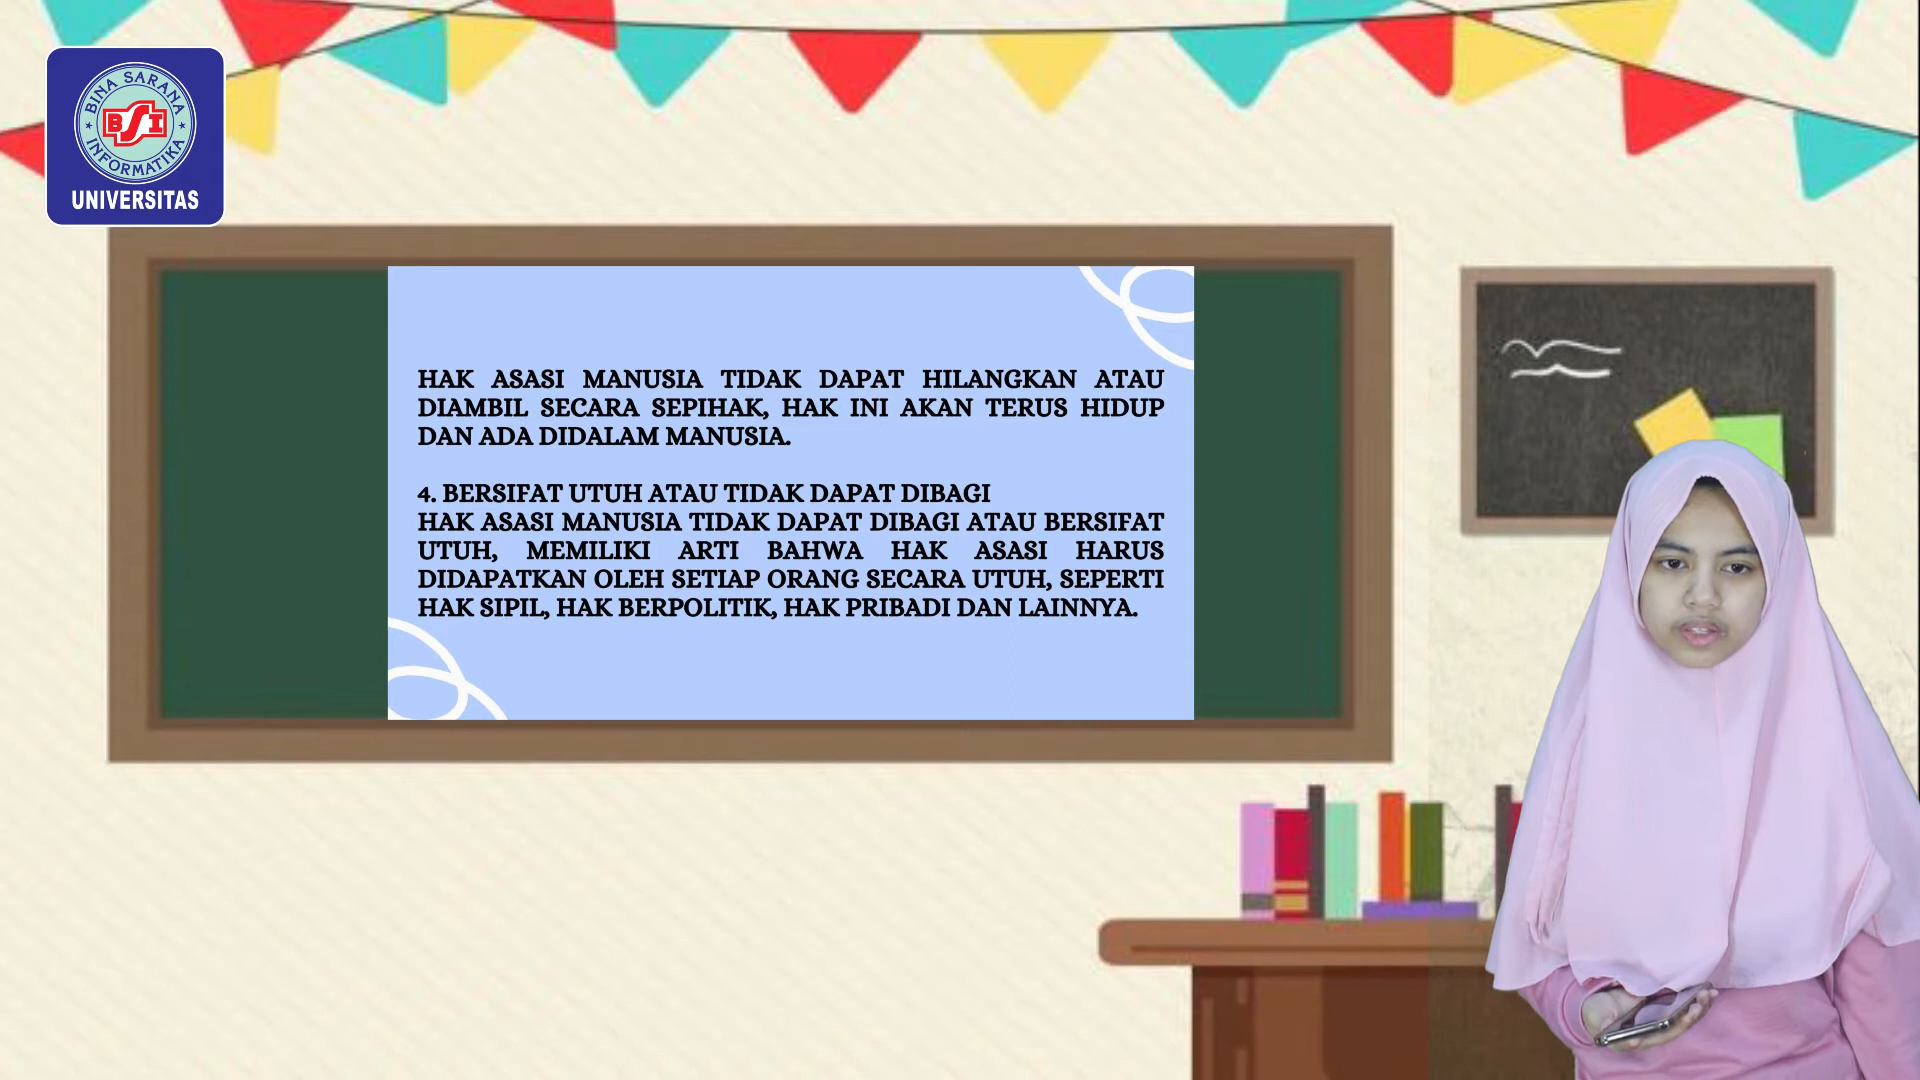 BINA SARANA
BSI
INFORMATIKA
UNIVERSITAS
HAK ASASI MANUSIA TIDAK DAPAT HILANGKAN ATAU
DIAMBIL SECARA SEPIHAK, HAK INI AKAN TERUS HIDUP
DAN ADA DIDALAM MANUSIA.
4. BERSIFAT UTUH ATAU TIDAK DAPAT DIBAGI
HAK ASASI MANUSIA TIDAK DAPAT DIBAGI ATAU BERSIFAT
UTUH, MEMILIKI ARTI BAHWA HAK ASASI HARUS
DIDAPATKAN OLEH SETIAP ORANG SECARA UTUH, SEPERTI
HAK SIPIL, HAK BERPOLITIK, HAK PRIBADI DAN LAINNYA.